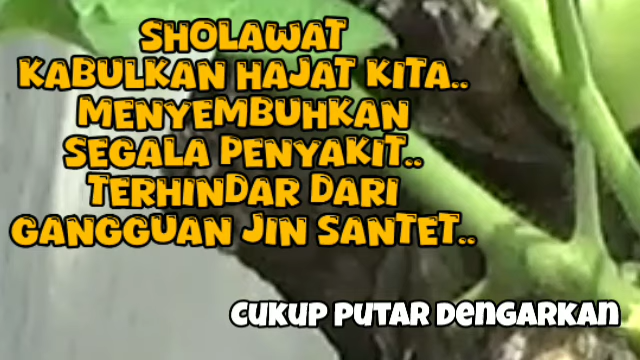 SHOLAWAT
KABULKAN HAJAT KITA..
MENYEMBUHKAN
SEGALA PENYAKIT..
TERHINDAR DARI
GANGGUAN JIN SANTET..
CUKUP PUTAR DENGARKAN